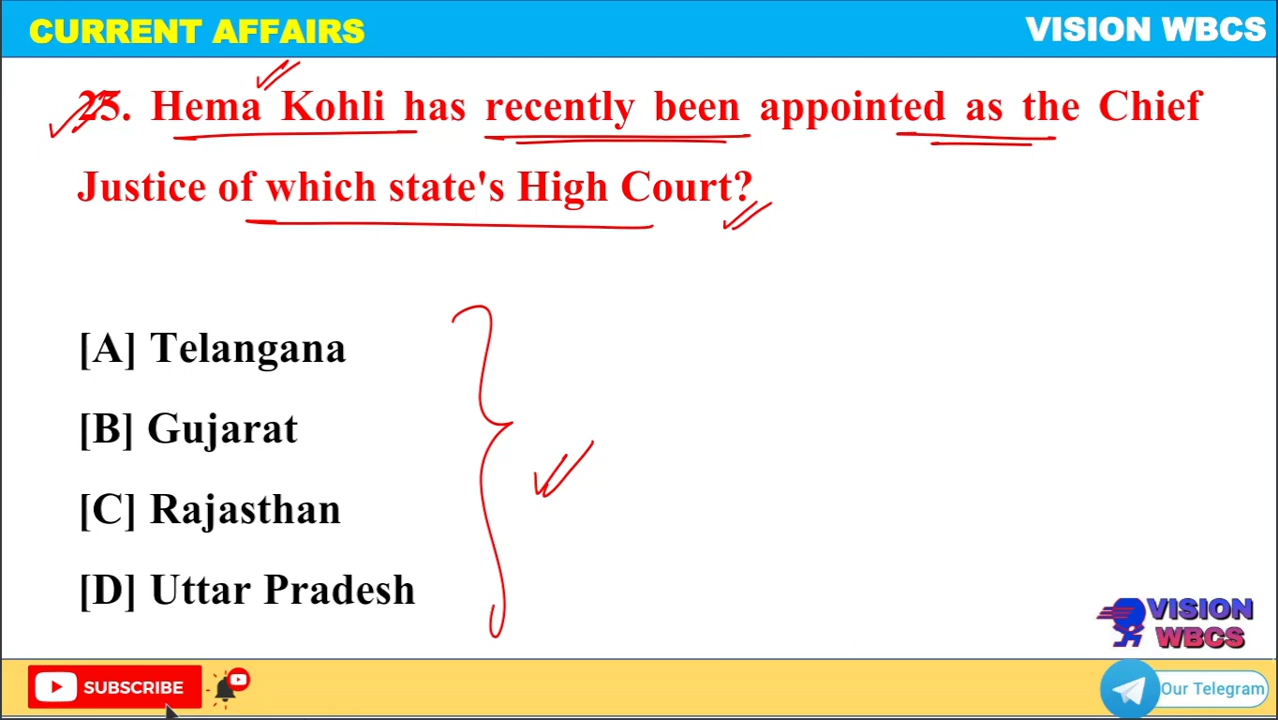 CURRENT AFFAIRS
VISION WBCS
25. Hema Kohli has recently been appointed as the Chief
Justice of which state's High Court?
[A] Telangana
[B] Gujarat
[C] Rajasthan
[D] Uttar Pradesh
VISION
WBCS
SUBSCRIBE
Our Telegram